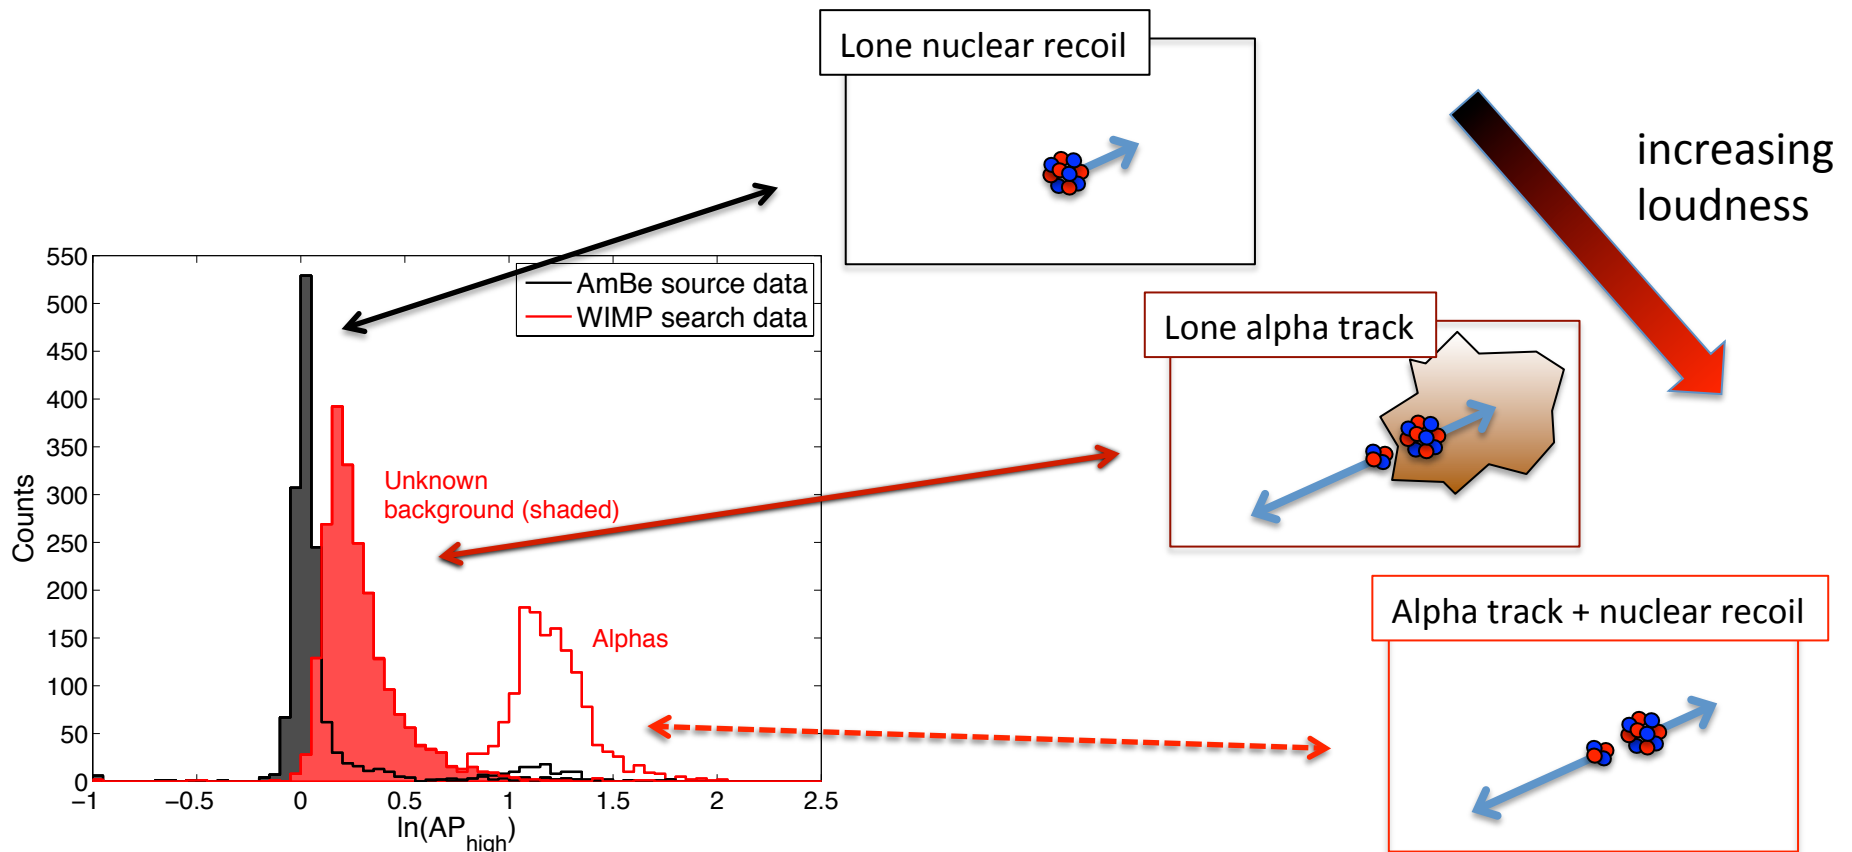 Lone nuclear recoil
increasing
loudness
550
500
450
400
350
300
250
200
150
100
50
0
Counts
AmBe source data
WIMP search data
Unknown
background (shaded)
Alphas
−1
−0.5
0
0.5
1
1.5
2
2.5
ln(AP_high)
Lone alpha track
Alpha track + nuclear recoil